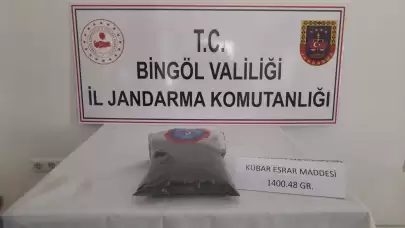 T.C.
BİNGÖL VALİLİĞİ
İL JANDARMA KOMUTANLIĞI
KUBAR ESRAR MADDESİ
1400.48 GR.